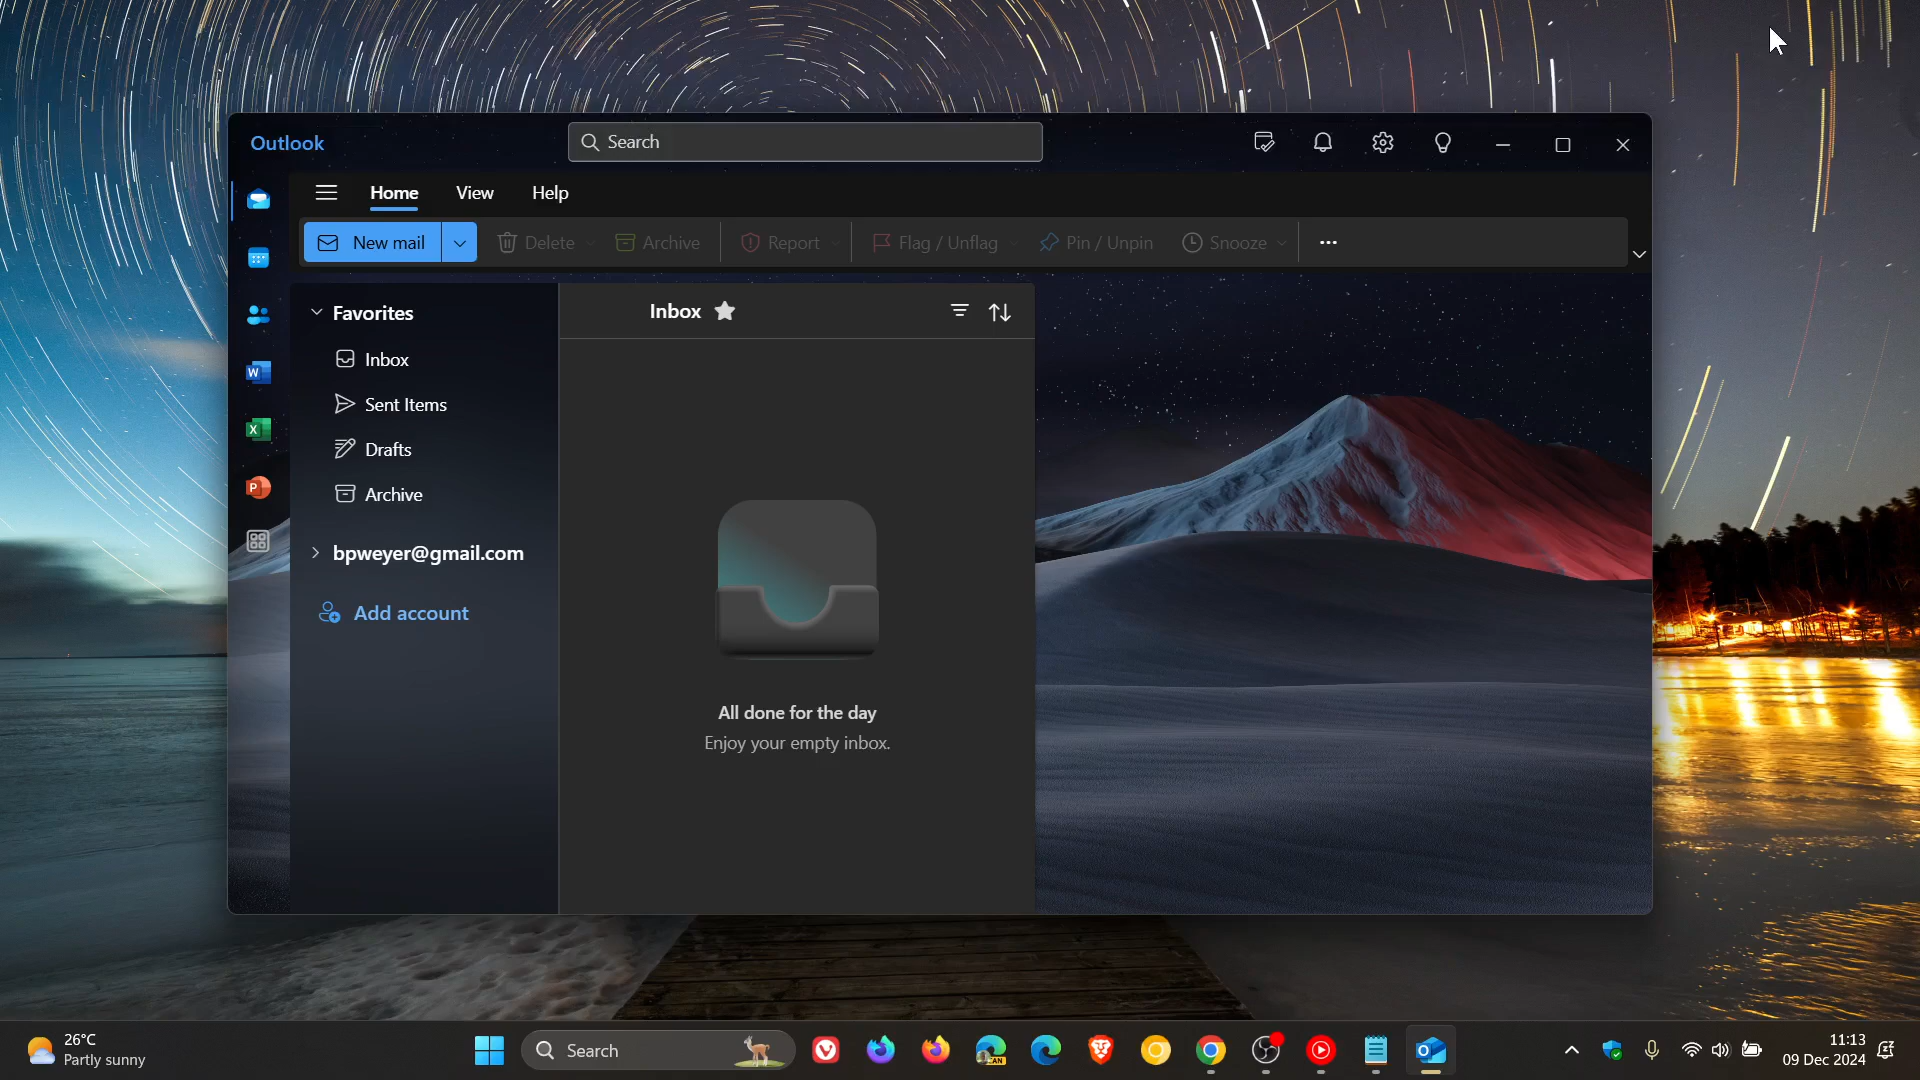 Outlook
Search
Home View Help
New mail Delete Archive Report Flag / Unflag Pin / Unpin Snooze
Favorites
Inbox
Sent Items
Drafts
Archive
bpweyer@gmail.com
Add account
Inbox
All done for the day
Enjoy your empty inbox.
W
X
P
26°C
Partly sunny
Search
CAN
O
11:13
09 Dec 2024